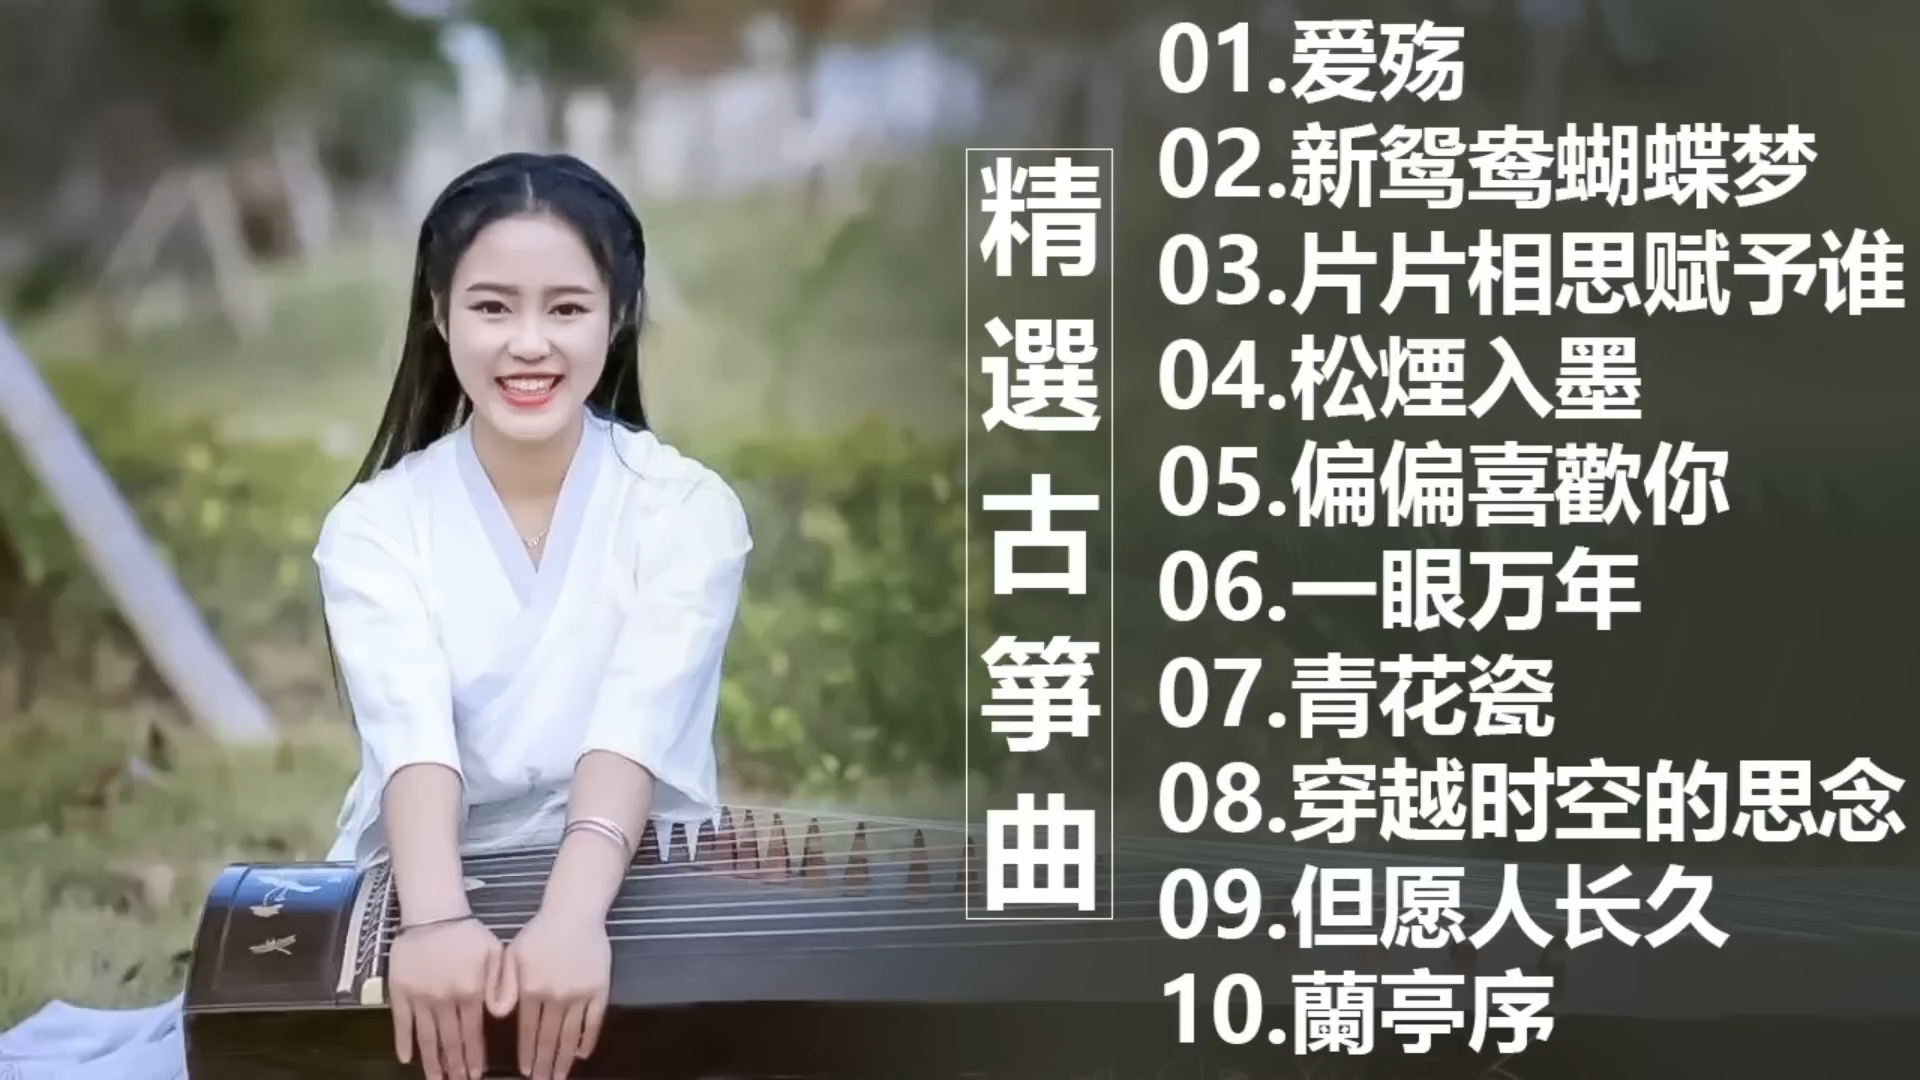 精選古箏曲
01.爱殇
02.新鸳鸯蝴蝶梦
03.片片相思赋予谁
04.松煙入墨
05.偏偏喜歡你
06.一眼万年
07.青花瓷
08.穿越时空的思念
09.但愿人长久
10.蘭亭序